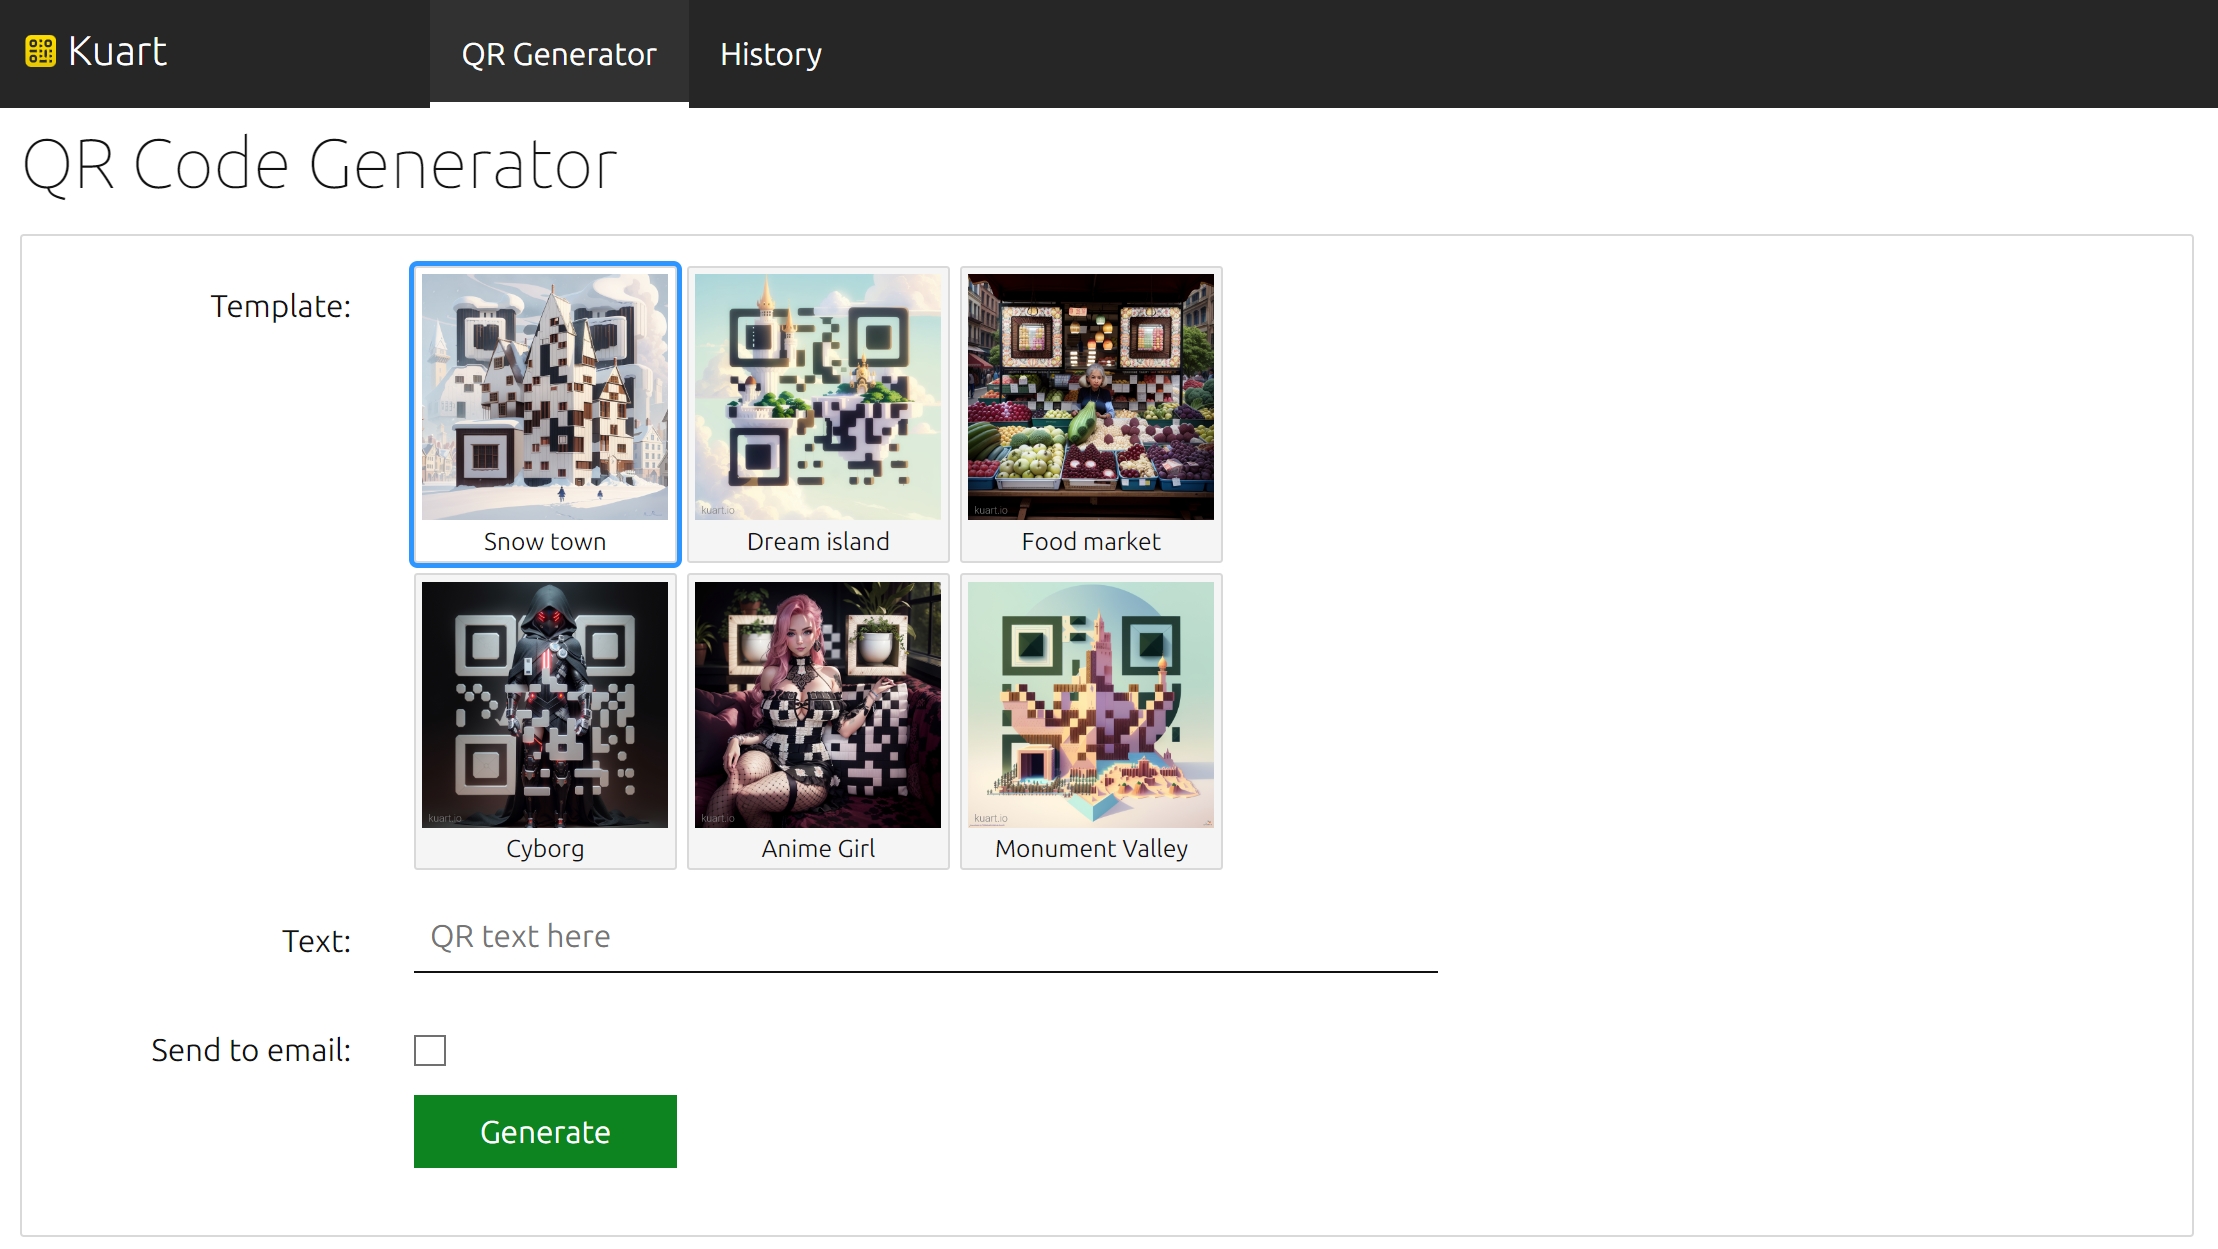 Kuart
QR Generator
History
QR Code Generator
Template:
Snow town
kuart.io
Dream island
kuart.io
Food market
kuart.io
Cyborg
kuart.io
Anime Girl
kuart.io
Monument Valley
Text:
QR text here
Send to email:
Generate